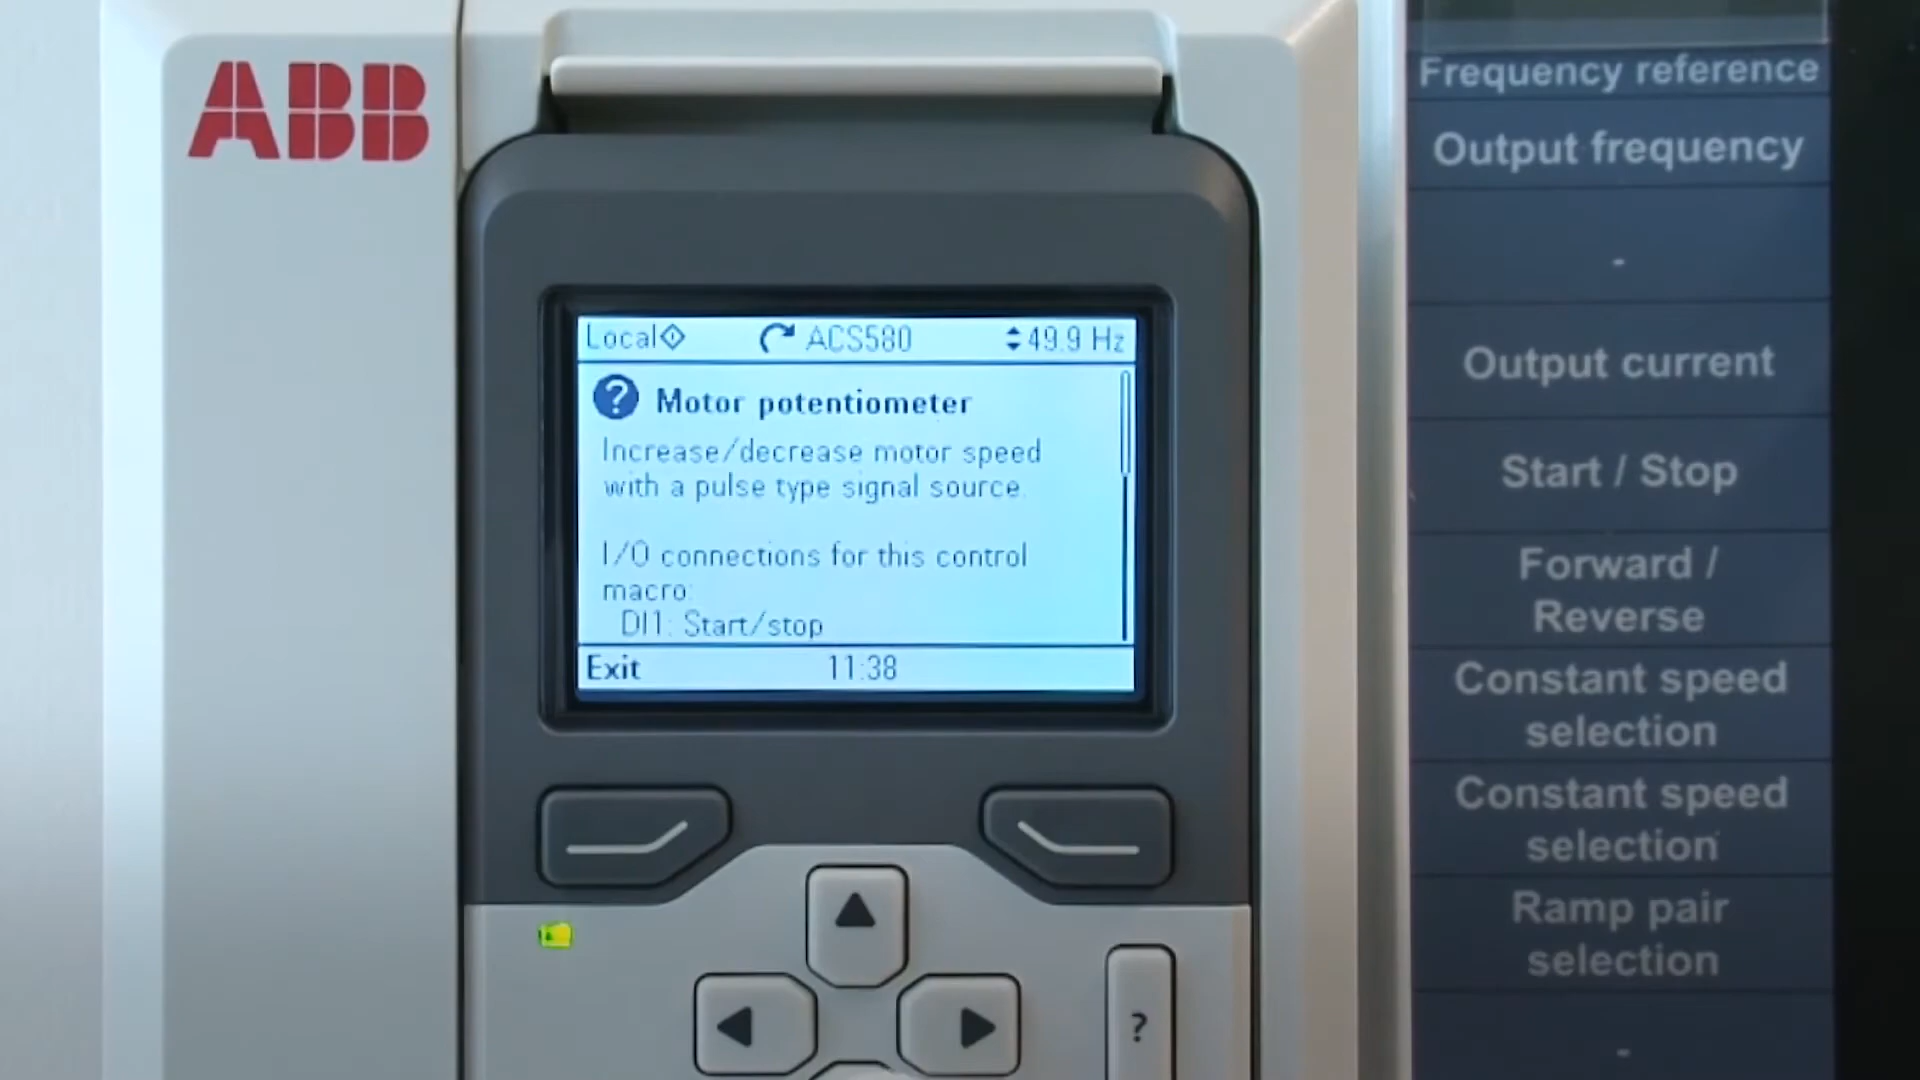 ABB
Local ACS580 49.9 Hz
? Motor potentiometer
Increase/decrease motor speed
with a pulse type signal source.
I/O connections for this control
macro:
DI1: Start/stop
Exit 11:38
?
Frequency reference
Output frequency
-
Output current
Start / Stop
Forward /
Reverse
Constant speed
selection
Constant speed
selection
Ramp pair
selection
-